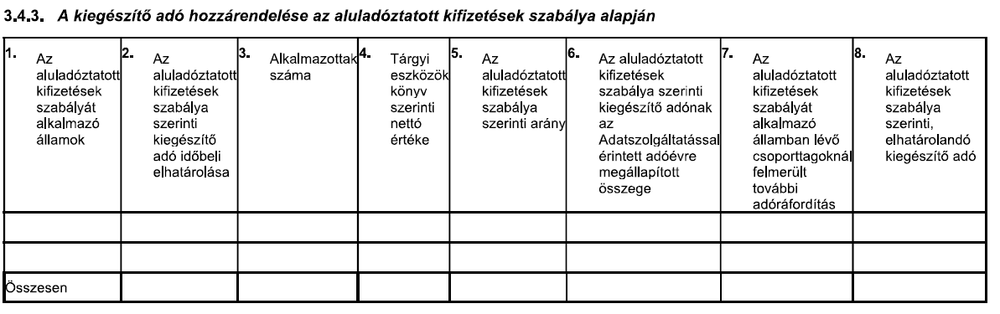 3.4.3. A kiegészítő adó hozzárendelése az aluladóztatott kifizetések szabálya alapján
1. Az
aluladóztatott
kifizetések
szabályát
alkalmazó
államok
2. Az
aluladóztatott
kifizetések
szabálya
szerinti
kiegészítő
adó időbeli
elhatárolása
3. Alkalmazottak
száma
4. Tárgyi
eszközök
könyv
szerinti
nettó
értéke
5. Az
aluladóztatott
kifizetések
szabálya
szerinti arány
6. Az aluladóztatott
kifizetések
szabálya szerinti
kiegészítő adónak
az
Adatszolgáltatással
érintett adóévre
megállapított
összege
7. Az
aluladóztatott
kifizetések
szabályát
alkalmazó
államban lévő
csoporttagoknál
felmerült
további
adóráfordítás
8. Az
aluladóztatott
kifizetések
szabálya
szerinti,
elhatárolandó
kiegészítő adó
Összesen